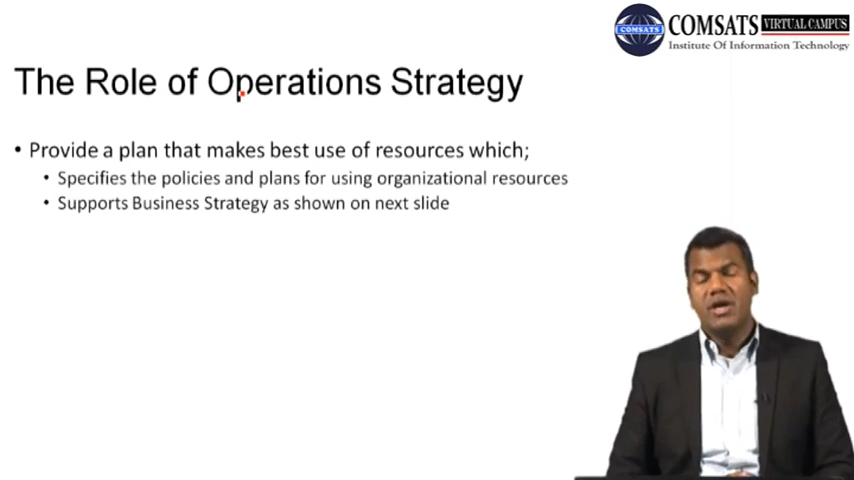 COMSATS VIRTUAL CAMPUS
COMSATS
Institute Of Information Technology
The Role of Operations Strategy
• Provide a plan that makes best use of resources which;
• Specifies the policies and plans for using organizational resources
• Supports Business Strategy as shown on next slide